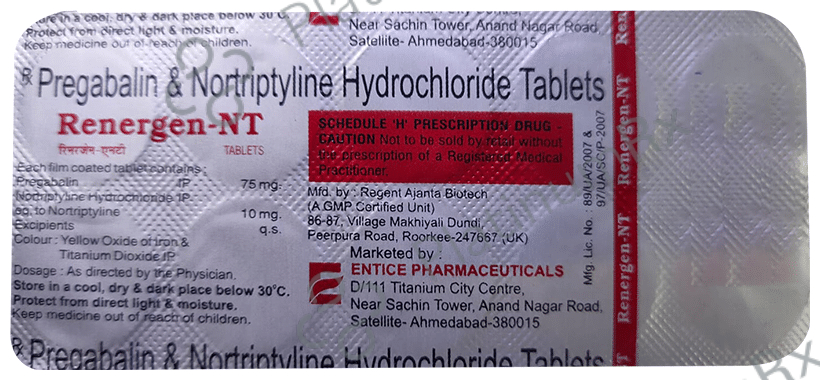 Store in a cool, dry & dark place below 30°C.
Protect from direct light & moisture.
Keep medicine out of reach of children.
Near Sachin Tower, Anand Nagar Road,
Satellite- Ahmedabad-380015
℞ Pregabalin & Nortriptyline Hydrochloride Tablets
Renergen-NT
रिनरजेन-एनटी TABLETS
Each film coated tablet contains :
Pregabalin IP 75 mg.
Nortriptyline Hydrochloride IP
eq. to Nortriptyline 10 mg.
Excipients q.s.
Colour : Yellow Oxide of Iron &
Titanium Dioxide IP
Dosage : As directed by the Physician.
Store in a cool, dry & dark place below 30°C.
Protect from direct light & moisture.
Keep medicine out of reach of children.
SCHEDULE 'H' PRESCRIPTION DRUG -
CAUTION Not to be sold by retail without
the prescription of a Registered Medical
Practitioner.
Mfd. by : Regent Ajanta Biotech
(A GMP Certified Unit)
86-87, Village Makhiyali Dundi,
Peerpura Road, Roorkee-247667 (UK)
Marketed by :
ENTICE PHARMACEUTICALS
D/111 Titanium City Centre,
Near Sachin Tower, Anand Nagar Road,
Satellite- Ahmedabad-380015
Mfg. Lic. No. : 89/UA/2007 &
97/UA/SC/P-2007
Renergen-NT
Renergen-NT
℞ Pregabalin & Nortriptyline Hydrochloride Tablets